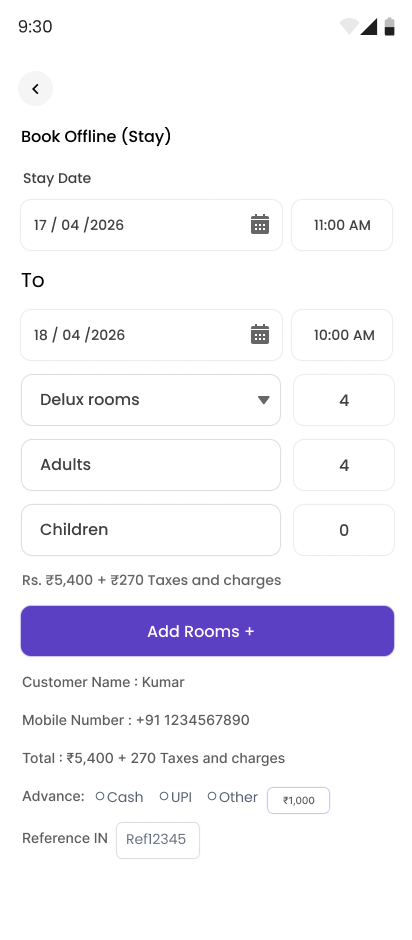 9:30
Book Offline (Stay)
Stay Date
17 / 04 /2026 11:00 AM
To
18 / 04 /2026 10:00 AM
Delux rooms 4
Adults 4
Children 0
Rs. ₹5,400 + ₹270 Taxes and charges
Add Rooms +
Customer Name : Kumar
Mobile Number : +91 1234567890
Total : ₹5,400 + 270 Taxes and charges
Advance: Cash UPI Other ₹1,000
Reference IN Ref12345